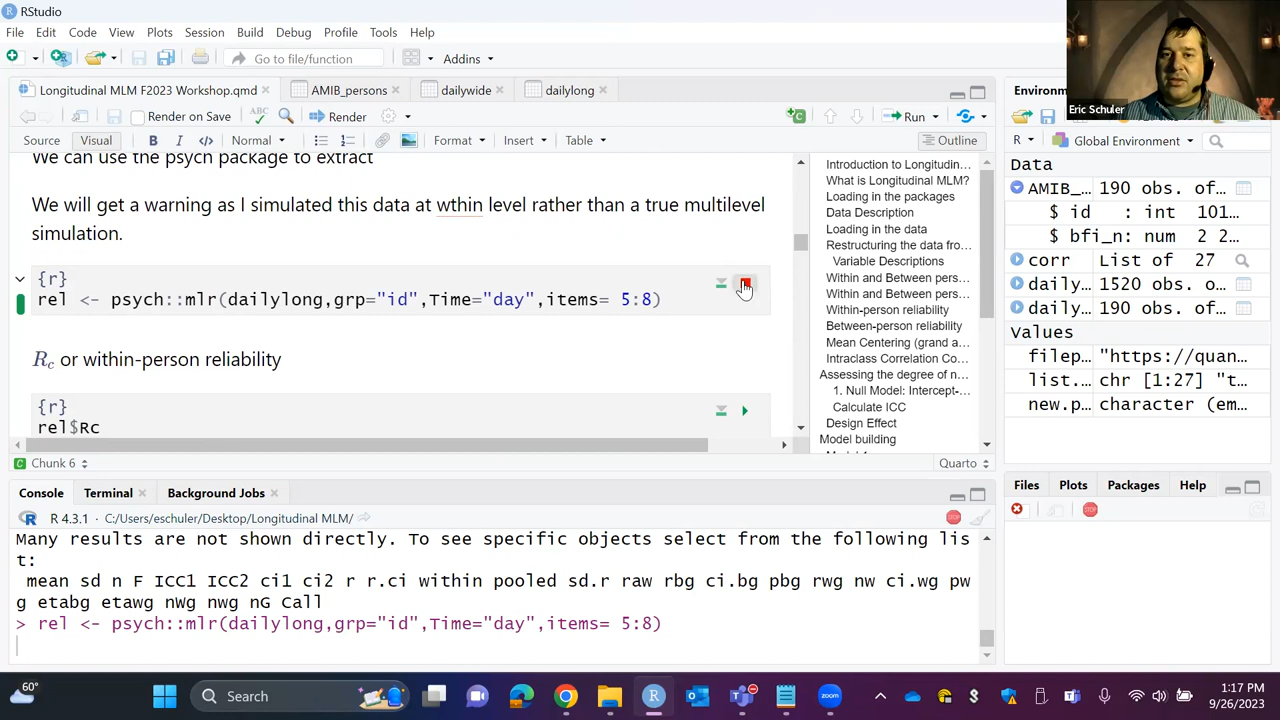 RStudio
File Edit Code View Plots Session Build Debug Profile Tools Help
Go to file/function Addins
Longitudinal MLM F2023 Workshop.qmd AMIB_persons dailywide dailylong
Render on Save Render Run
Source Visual B I </> Normal Format Insert Table Outline
We can use the psych package to extract
We will get a warning as I simulated this data at wthin level rather than a true multilevel
simulation.
{r}
rel <- psych::mlr(dailylong,grp="id",Time="day",items= 5:8)
Rc or within-person reliability
{r}
rel$Rc
Chunk 6 Quarto
Introduction to Longitudin...
What is Longitudinal MLM?
Loading in the packages
Data Description
Loading in the data
Restructuring the data fro...
Variable Descriptions
Within and Between pers...
Within and Between pers...
Within-person reliability
Between-person reliability
Mean Centering (grand a...
Intraclass Correlation Co...
Assessing the degree of n...
1. Null Model: Intercept-...
Calculate ICC
Design Effect
Model building
Console Terminal Background Jobs
R 4.3.1 · C:/Users/eschuler/Desktop/Longitudinal MLM/
Many results are not shown directly. To see specific objects select from the following lis
t:
mean sd n F ICC1 ICC2 ci1 ci2 r r.ci within pooled sd.r raw rbg ci.bg pbg rwg nw ci.wg pw
g etabg etawg nWg nwg nG Call
> rel <- psych::mlr(dailylong,grp="id",Time="day",items= 5:8)
Eric Schuler
Environ
R Global Environment
Data
AMIB_... 190 obs. of...
$ id : int 101...
$ bfi_n: num 2 2...
corr List of 27
daily... 1520 obs. o...
daily... 190 obs. of...
Values
filep... "https://quan...
list.... chr [1:27] "t...
new.p... character (em...
Files Plots Packages Help
STOP
60°
Search
1:17 PM
9/26/2023